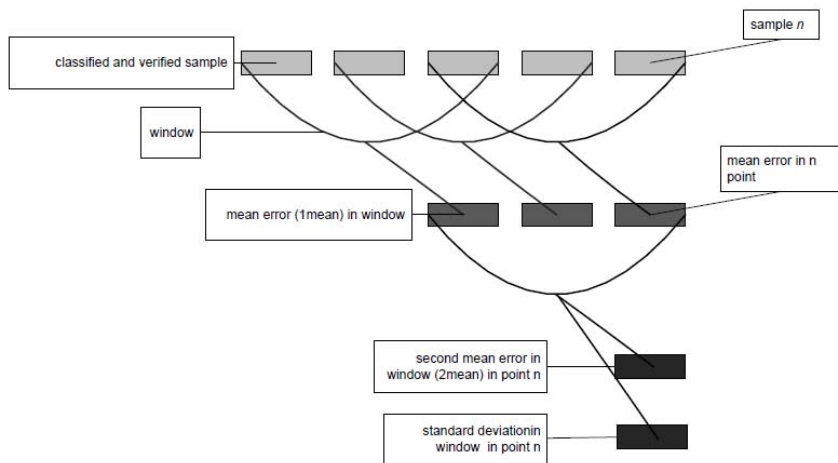 sample n
classified and verified sample
window
mean error in n
point
mean error (1mean) in window
second mean error in
window (2mean) in point n
standard deviationin
window in point n